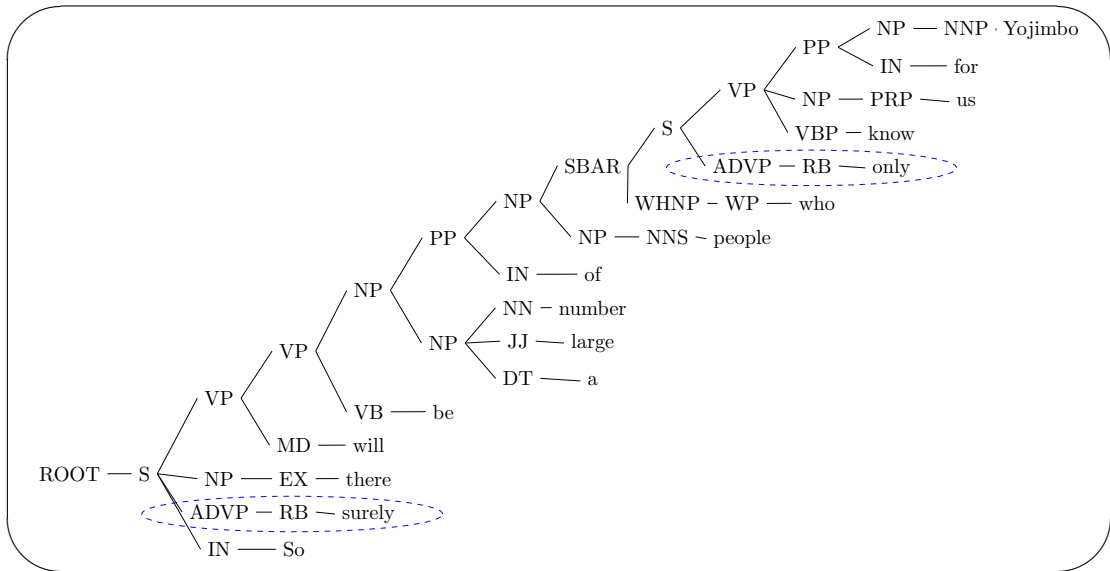 NP NNP Yojimbo
PP
IN for
VP NP PRP us
S VBP know
SBAR ADVP RB only
NP WHNP WP who
PP NP NNS people
IN of
NP NN number
NP JJ large
VP DT a
VP VB be
MD will
ROOT S NP EX there
ADVP RB surely
IN So